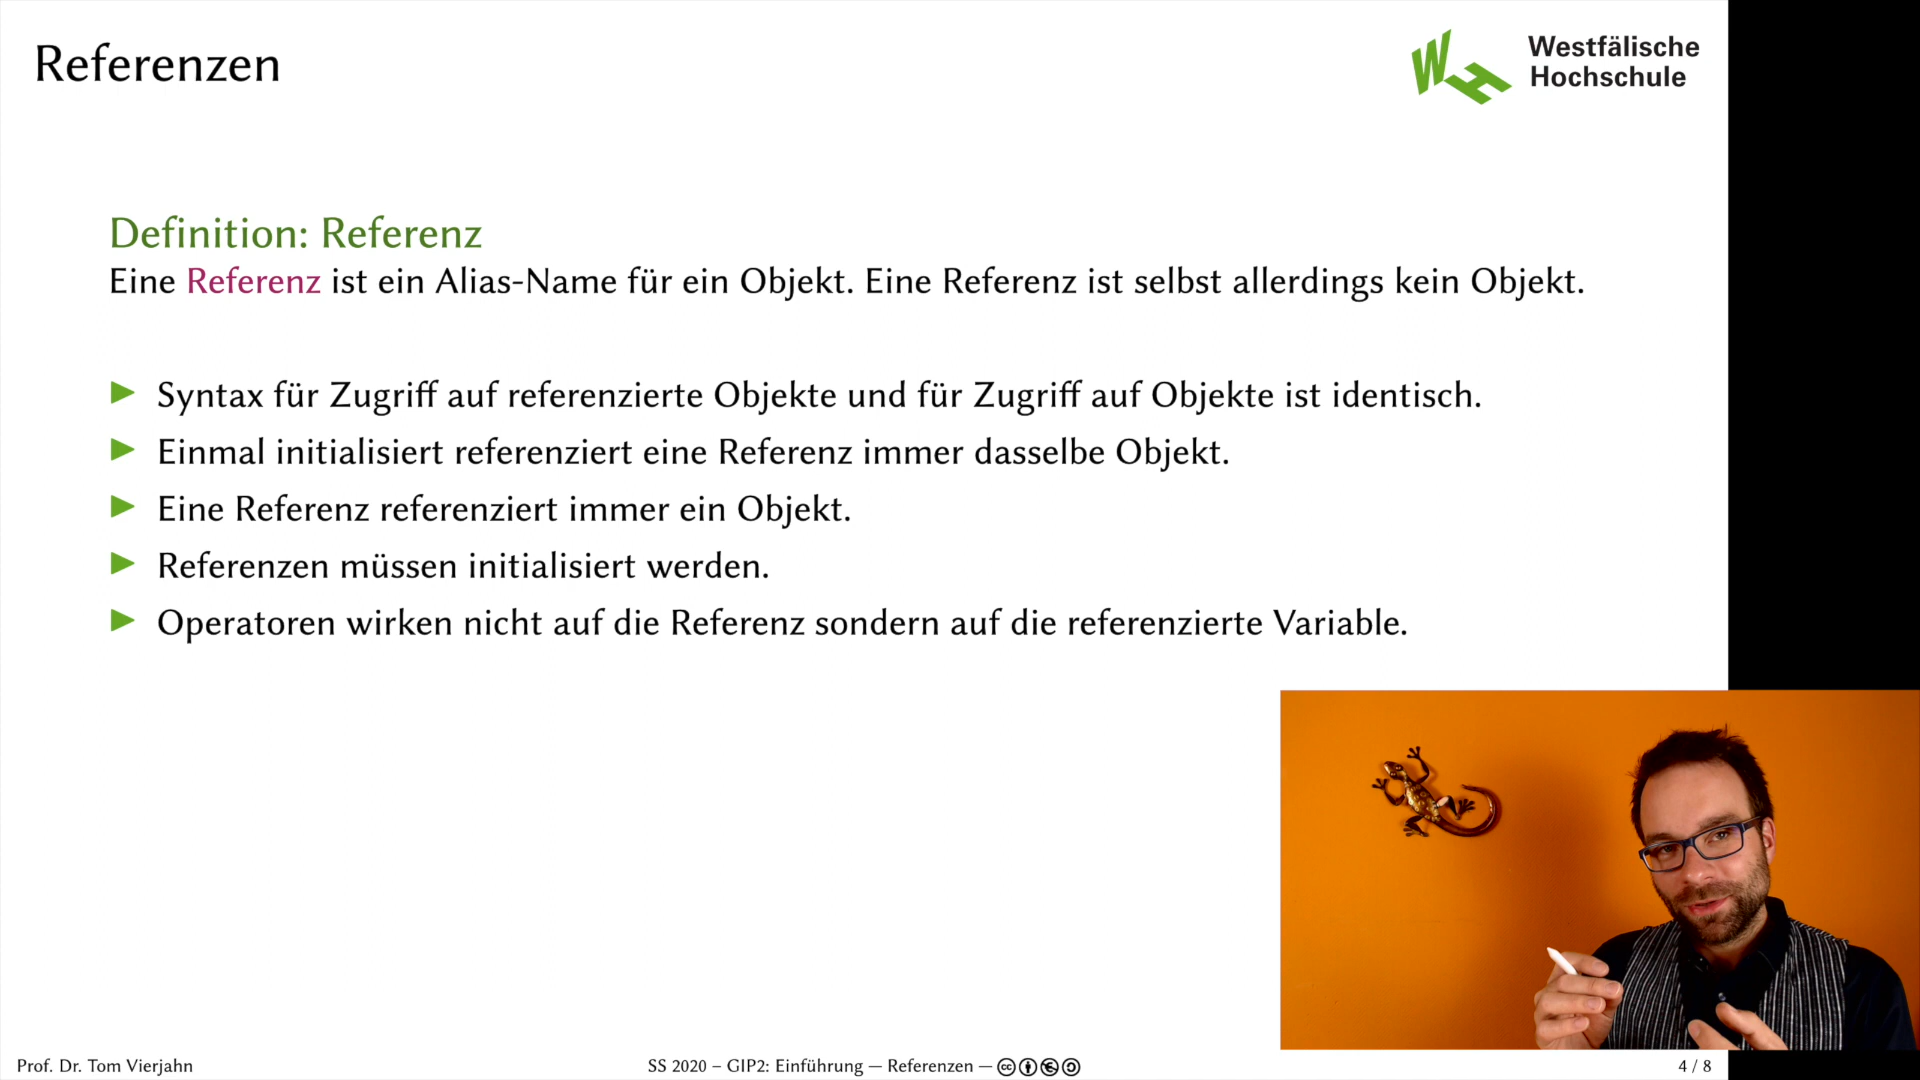 Referenzen
Westfälische
Hochschule
Definition: Referenz
Eine Referenz ist ein Alias-Name für ein Objekt. Eine Referenz ist selbst allerdings kein Objekt.
Syntax für Zugriff auf referenzierte Objekte und für Zugriff auf Objekte ist identisch.
Einmal initialisiert referenziert eine Referenz immer dasselbe Objekt.
Eine Referenz referenziert immer ein Objekt.
Referenzen müssen initialisiert werden.
Operatoren wirken nicht auf die Referenz sondern auf die referenzierte Variable.
Prof. Dr. Tom Vierjahn
SS 2020 – GIP2: Einführung — Referenzen —
4 / 8